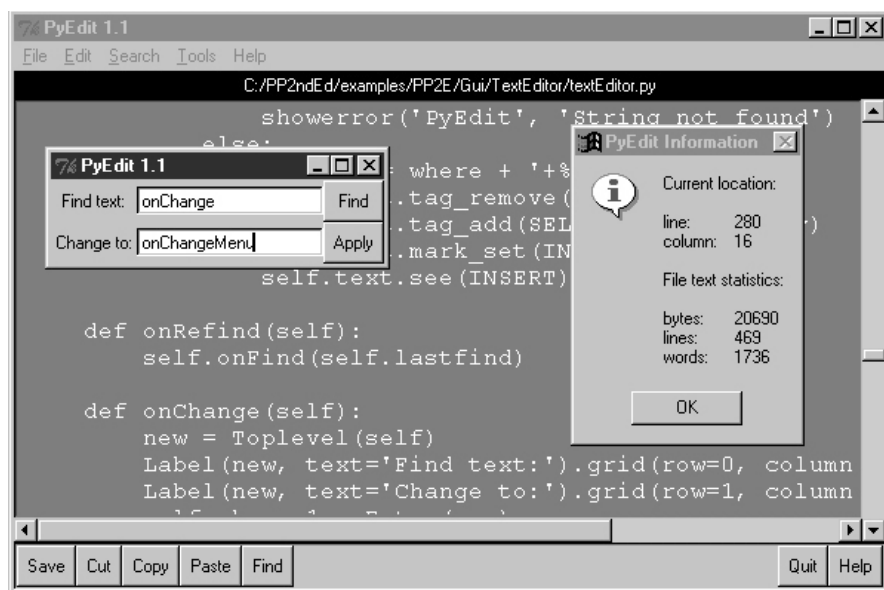 PyEdit 1.1
File Edit Search Tools Help
C:/PP2ndEd/examples/PP2E/Gui/TextEditor/textEditor.py
showerror('PyEdit', 'String not found')
else:
= where + '+%
.tag_remove(
.tag_add(SEL
)
.mark_set(IN
self.text.see(INSERT)
def onRefind(self):
self.onFind(self.lastfind)
def onChange(self):
new = Toplevel(self)
Label(new, text='Find text:').grid(row=0, column
Label(new, text='Change to:').grid(row=1, column
PyEdit 1.1
Find text: onChange Find
Change to: onChangeMenu Apply
PyEdit Information
Current location:
line: 280
column: 16
File text statistics:
bytes: 20690
lines: 469
words: 1736
OK
Save Cut Copy Paste Find Quit Help